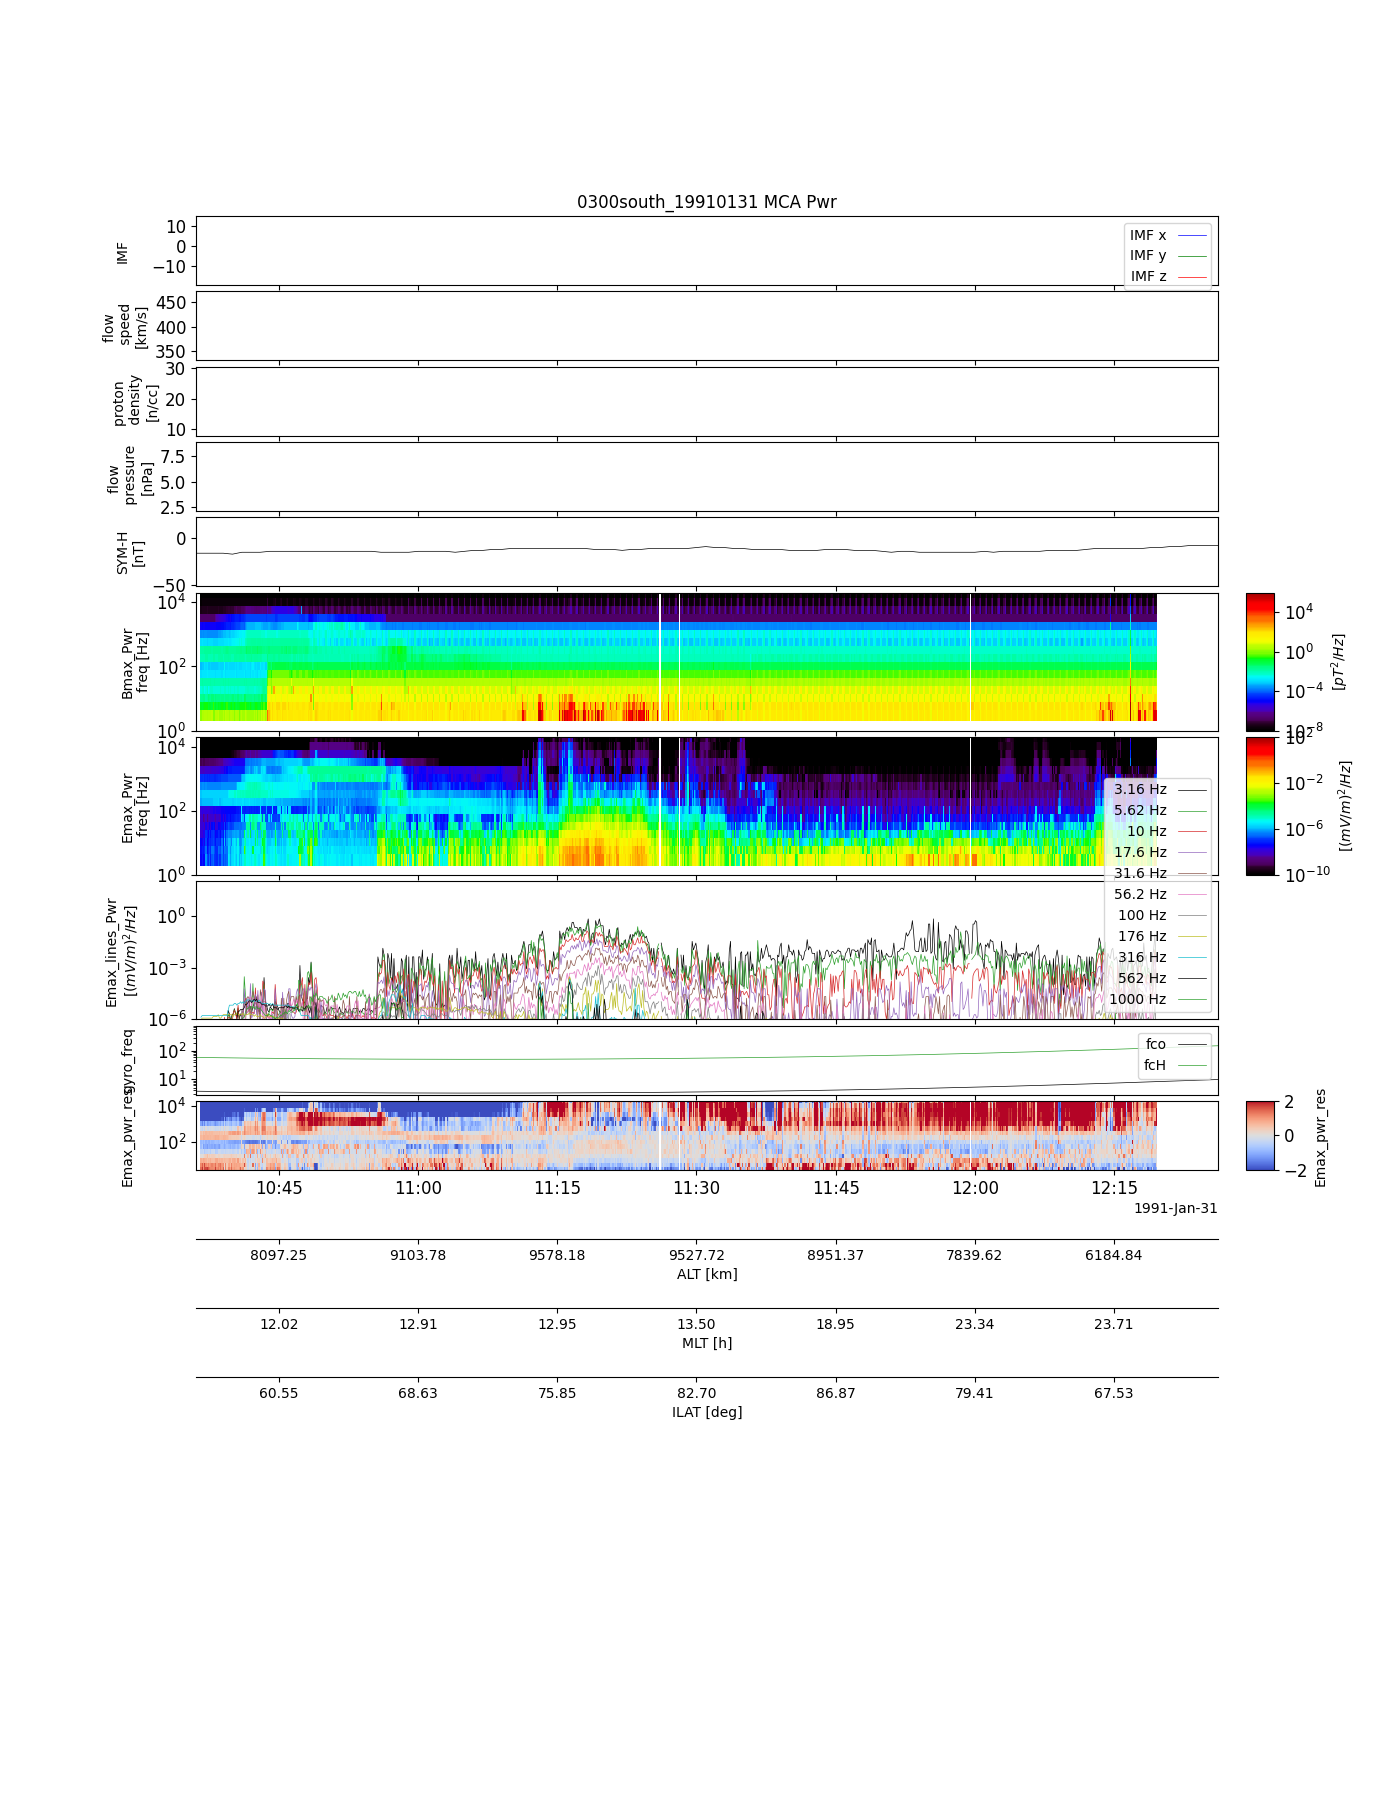 0300south_19910131 MCA Pwr
10
0
−10
IMF
IMF x
IMF y
IMF z
450
400
350
flow
speed
[km/s]
30
20
10
proton
density
[n/cc]
7.5
5.0
2.5
flow
pressure
[nPa]
0
−50
SYM-H
[nT]
10^4
10^2
10^0
Bmax_Pwr
freq [Hz]
10^4
10^0
10^−4
10^−8
[pT^2/Hz]
10^4
10^2
10^0
Emax_Pwr
freq [Hz]
10^2
10^−2
10^−6
10^−10
[(mV/m)^2/Hz]
3.16 Hz
5.62 Hz
10 Hz
17.6 Hz
31.6 Hz
56.2 Hz
100 Hz
176 Hz
316 Hz
562 Hz
1000 Hz
10^0
10^−3
10^−6
Emax_lines_Pwr
[(mV/m)^2/Hz]
10^2
10^1
gyro_freq
fco
fcH
10^4
10^2
Emax_pwr_res
2
0
−2
Emax_pwr_res
10:45 11:00 11:15 11:30 11:45 12:00 12:15
1991-Jan-31
8097.25 9103.78 9578.18 9527.72 8951.37 7839.62 6184.84
ALT [km]
12.02 12.91 12.95 13.50 18.95 23.34 23.71
MLT [h]
60.55 68.63 75.85 82.70 86.87 79.41 67.53
ILAT [deg]